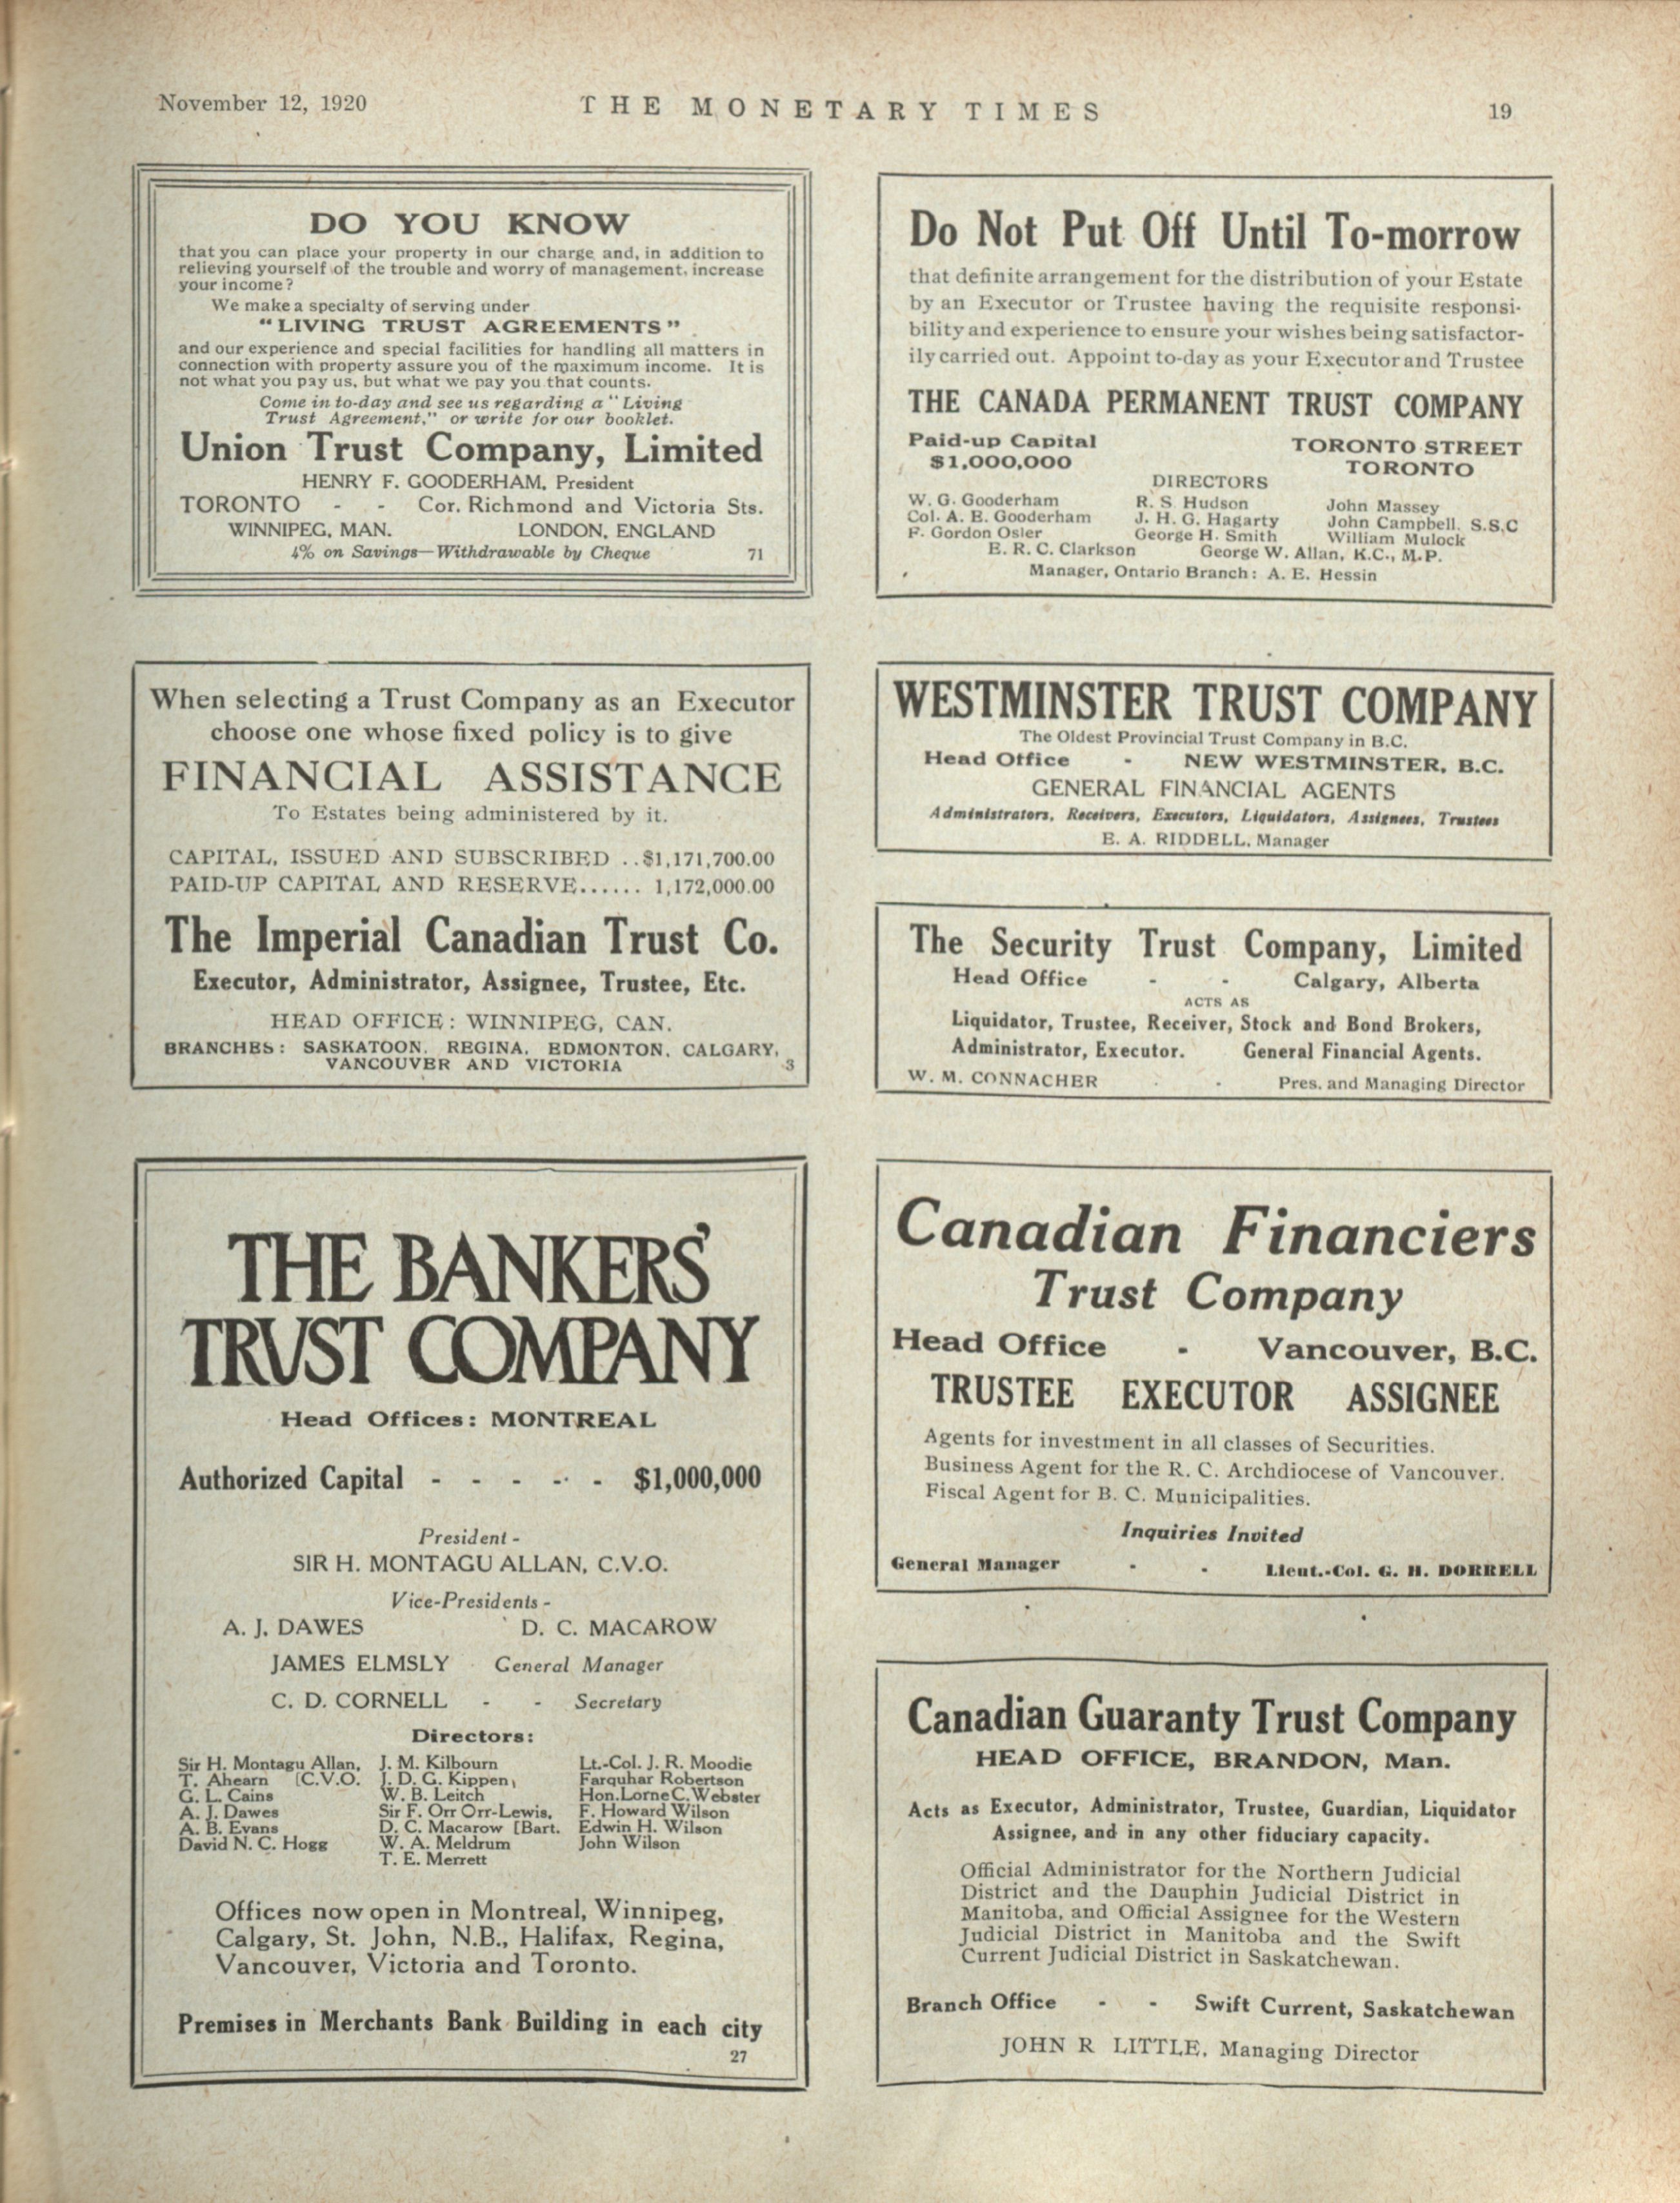 November 12, 1920
THE MONETARY TIMES
19
DO YOU KNOW
that you can place your property in our charge and, in addition to
relieving yourself of the trouble and worry of management, increase
your income?
We make a specialty of serving under
"LIVING TRUST AGREEMENTS"
and our experience and special facilities for handling all matters in
connection with property assure you of the maximum income. It is
not what you pay us, but what we pay you that counts.
Come in to-day and see us regarding a "Living
Trust Agreement," or write for our booklet.
Union Trust Company, Limited
HENRY F. GOODERHAM, President
TORONTO - - Cor. Richmond and Victoria Sts.
WINNIPEG, MAN. LONDON, ENGLAND
4% on Savings—Withdrawable by Cheque 71
When selecting a Trust Company as an Executor
choose one whose fixed policy is to give
FINANCIAL ASSISTANCE
To Estates being administered by it.
CAPITAL, ISSUED AND SUBSCRIBED ..$1,171,700.00
PAID-UP CAPITAL AND RESERVE...... 1,172,000.00
The Imperial Canadian Trust Co.
Executor, Administrator, Assignee, Trustee, Etc.
HEAD OFFICE: WINNIPEG, CAN.
BRANCHES: SASKATOON, REGINA, EDMONTON, CALGARY,
VANCOUVER AND VICTORIA 3
THE BANKERS'
TRVST COMPANY
Head Offices: MONTREAL
Authorized Capital - - - - - $1,000,000
President -
SIR H. MONTAGU ALLAN, C.V.O.
Vice-Presidents -
A. J. DAWES D. C. MACAROW
JAMES ELMSLY General Manager
C. D. CORNELL - - Secretary
Directors:
Sir H. Montagu Allan, J. M. Kilbourn Lt.-Col. J. R. Moodie
T. Ahearn [C.V.O. J. D. G. Kippen, Farquhar Robertson
G. L. Cains W. B. Leitch Hon. Lorne C. Webster
A. J. Dawes Sir F. Orr Orr-Lewis, F. Howard Wilson
A. B. Evans D. C. Macarow [Bart. Edwin H. Wilson
David N. C. Hogg W. A. Meldrum John Wilson
T. E. Merrett
Offices now open in Montreal, Winnipeg,
Calgary, St. John, N.B., Halifax, Regina,
Vancouver, Victoria and Toronto.
Premises in Merchants Bank Building in each city
27
Do Not Put Off Until To-morrow
that definite arrangement for the distribution of your Estate
by an Executor or Trustee having the requisite responsi-
bility and experience to ensure your wishes being satisfactor-
ily carried out. Appoint to-day as your Executor and Trustee
THE CANADA PERMANENT TRUST COMPANY
Paid-up Capital TORONTO STREET
$1,000,000 TORONTO
DIRECTORS
W. G. Gooderham R. S. Hudson John Massey
Col. A. E. Gooderham J. H. G. Hagarty John Campbell, S.S.C
F. Gordon Osler George H. Smith William Mulock
E. R. C. Clarkson George W. Allan, K.C., M.P.
Manager, Ontario Branch: A. E. Hessin
WESTMINSTER TRUST COMPANY
The Oldest Provincial Trust Company in B.C.
Head Office - NEW WESTMINSTER, B.C.
GENERAL FINANCIAL AGENTS
Administrators, Receivers, Executors, Liquidators, Assignees, Trustees
E. A. RIDDELL, Manager
The Security Trust Company, Limited
Head Office - - Calgary, Alberta
ACTS AS
Liquidator, Trustee, Receiver, Stock and Bond Brokers,
Administrator, Executor. General Financial Agents.
W. M. CONNACHER - - Pres. and Managing Director
Canadian Financiers
Trust Company
Head Office - Vancouver, B.C.
TRUSTEE EXECUTOR ASSIGNEE
Agents for investment in all classes of Securities.
Business Agent for the R. C. Archdiocese of Vancouver.
Fiscal Agent for B. C. Municipalities.
Inquiries Invited
General Manager - - Lieut.-Col. G. H. DORRELL
Canadian Guaranty Trust Company
HEAD OFFICE, BRANDON, Man.
Acts as Executor, Administrator, Trustee, Guardian, Liquidator
Assignee, and in any other fiduciary capacity.
Official Administrator for the Northern Judicial
District and the Dauphin Judicial District in
Manitoba, and Official Assignee for the Western
Judicial District in Manitoba and the Swift
Current Judicial District in Saskatchewan.
Branch Office - - Swift Current, Saskatchewan
JOHN R LITTLE, Managing Director